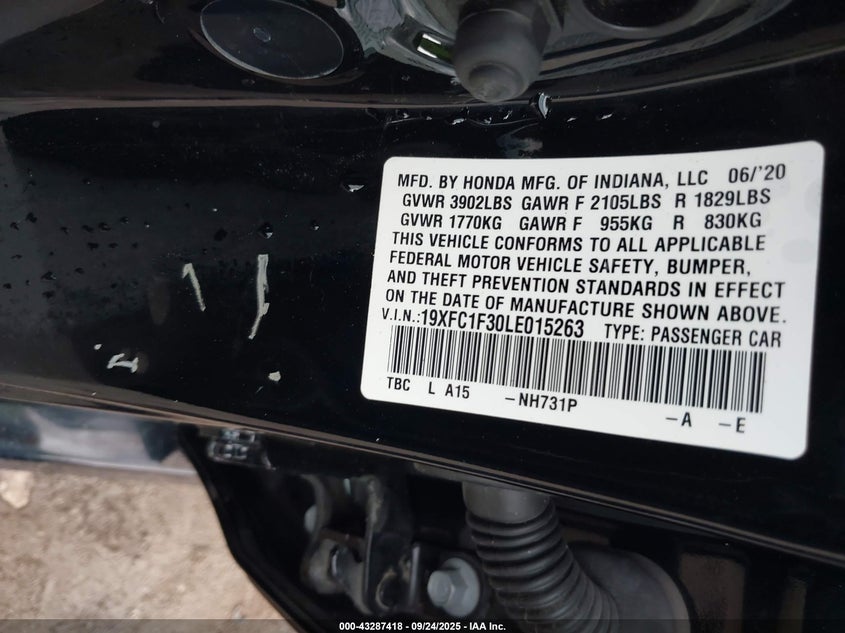 MFD. BY HONDA MFG. OF INDIANA, LLC 06/'20
GVWR 3902LBS GAWR F 2105LBS R 1829LBS
GVWR 1770KG GAWR F 955KG R 830KG
THIS VEHICLE CONFORMS TO ALL APPLICABLE
FEDERAL MOTOR VEHICLE SAFETY, BUMPER,
AND THEFT PREVENTION STANDARDS IN EFFECT
ON THE DATE OF MANUFACTURE SHOWN ABOVE.
V.I.N.:19XFC1F30LE015263 TYPE: PASSENGER CAR
TBC L A15 -NH731P -A -E
000-43287418 - 09/24/2025 - IAA Inc.